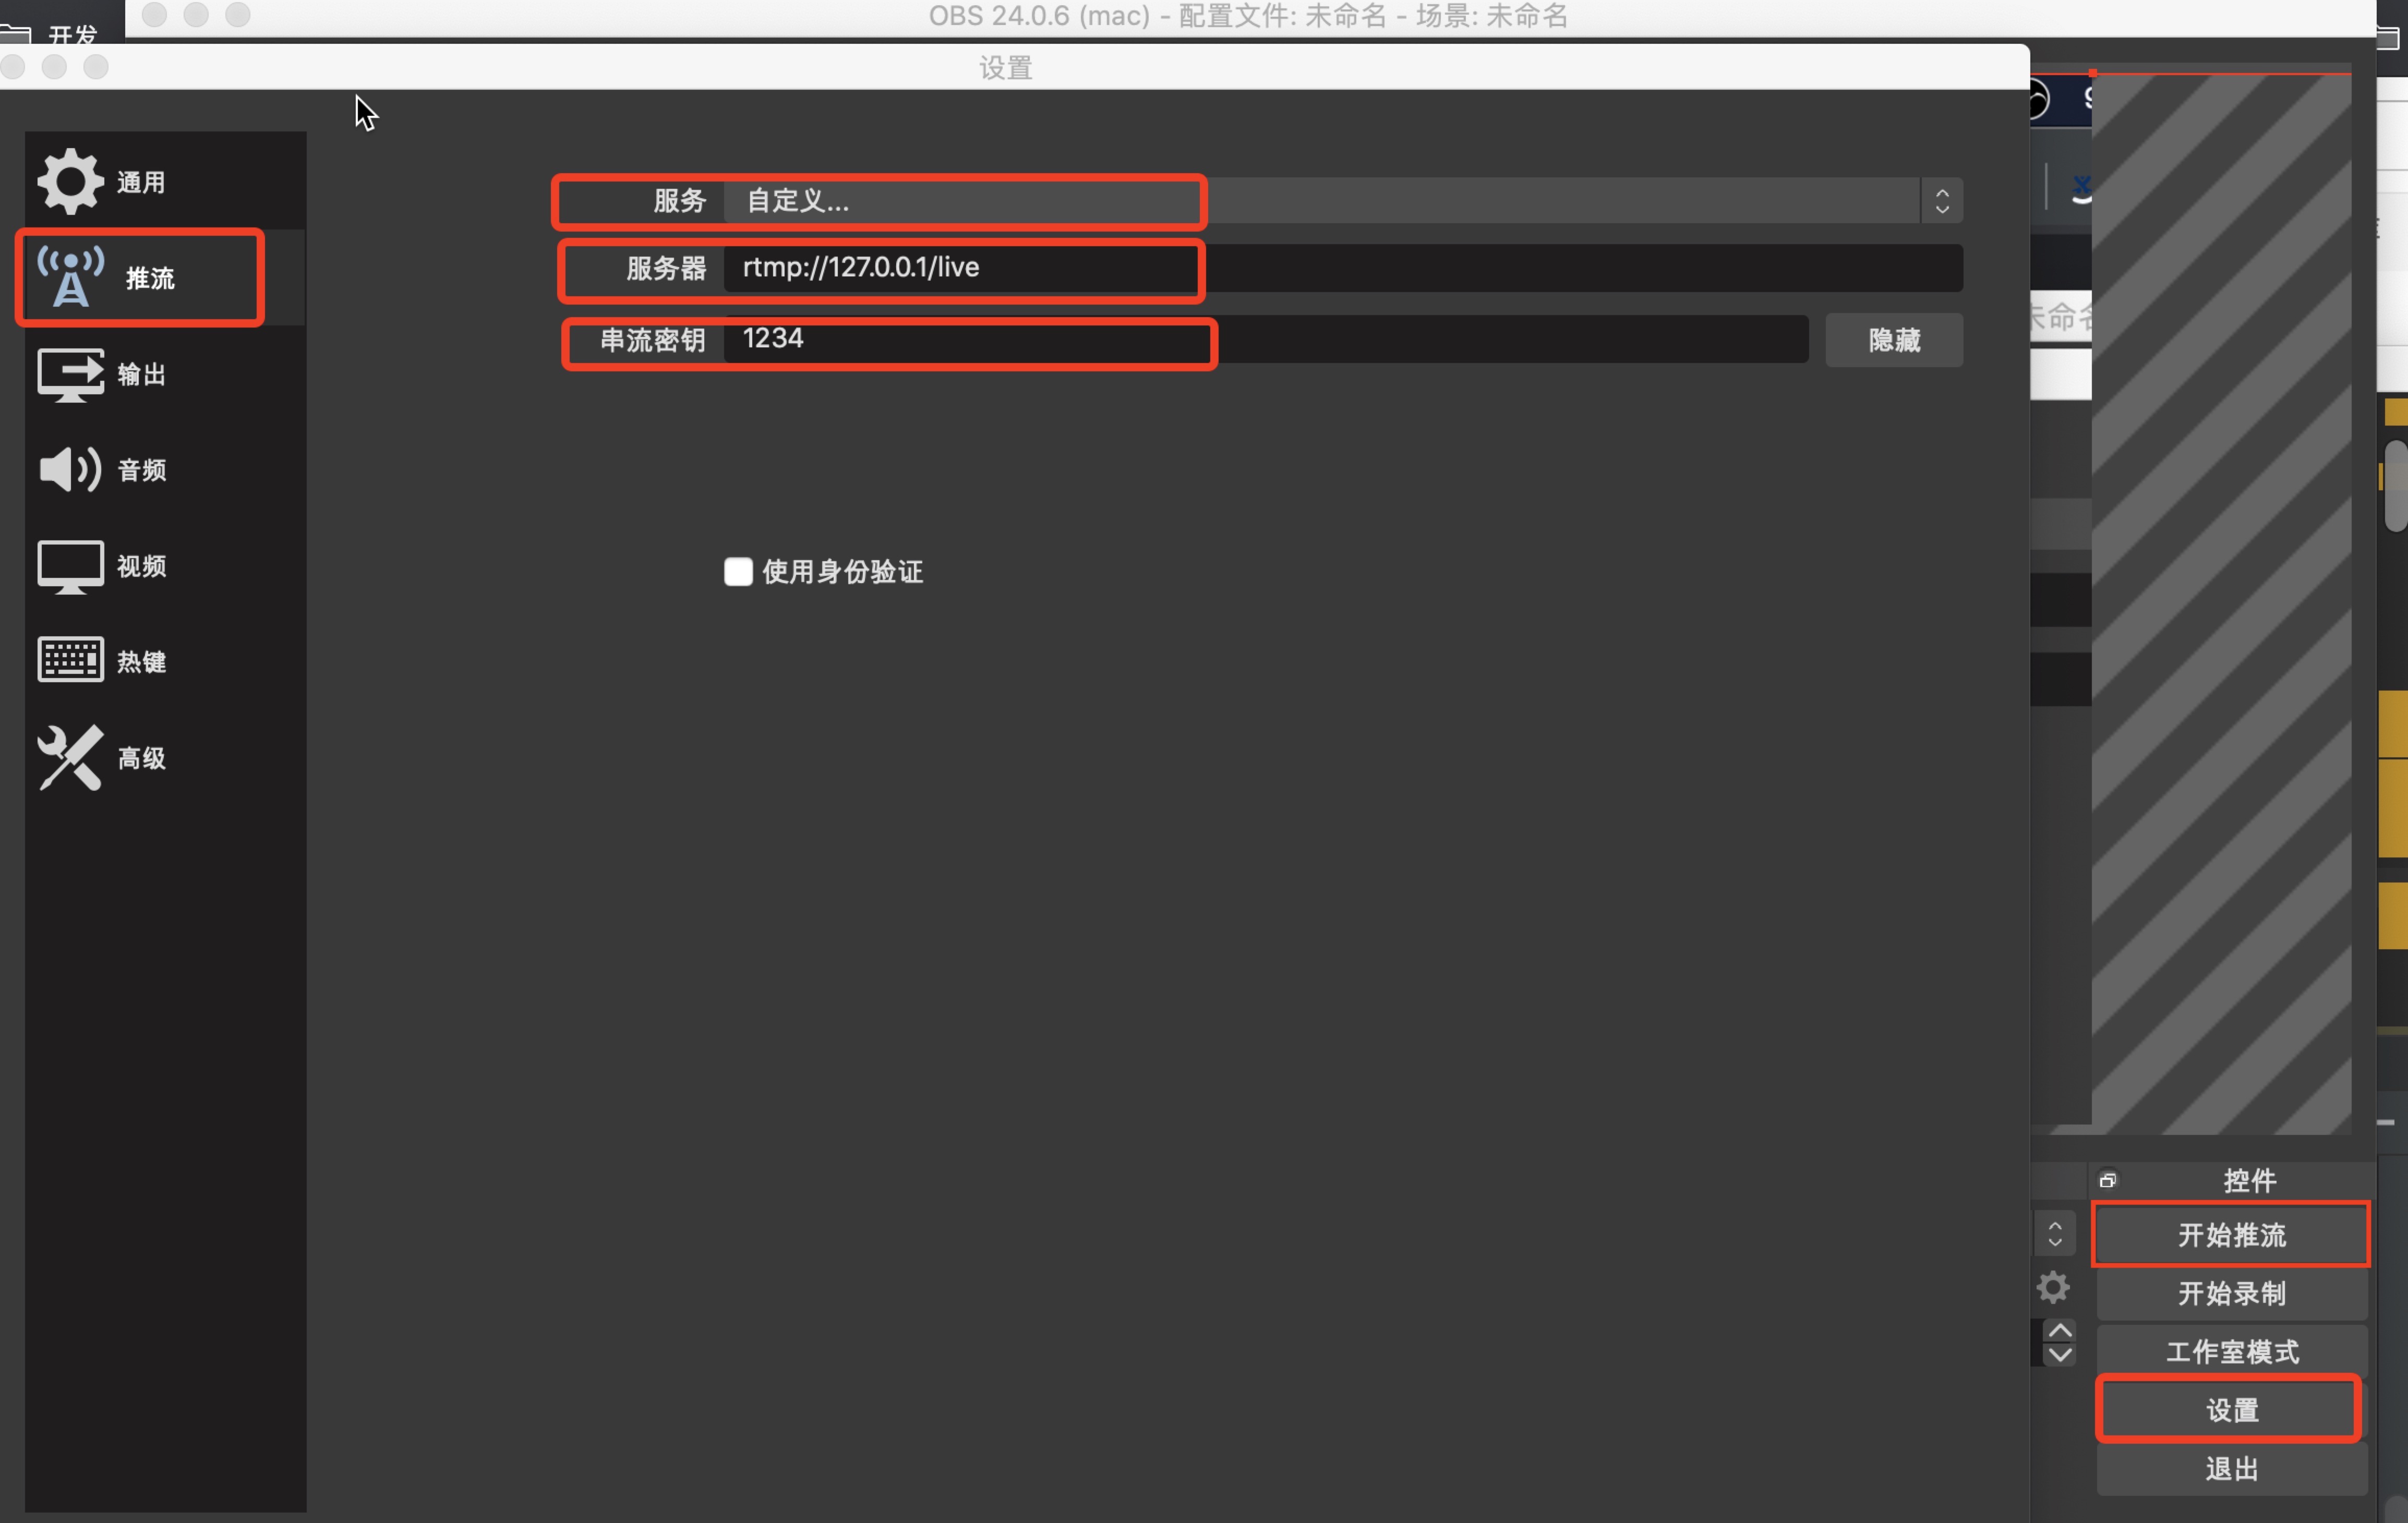 开发
OBS 24.0.6 (mac) - 配置文件: 未命名 - 场景: 未命名
设置
通用
推流
输出
音频
视频
热键
高级
服务 自定义...
服务器 rtmp://127.0.0.1/live
串流密钥 1234 隐藏
使用身份验证
未命名
控件
开始推流
开始录制
工作室模式
设置
退出